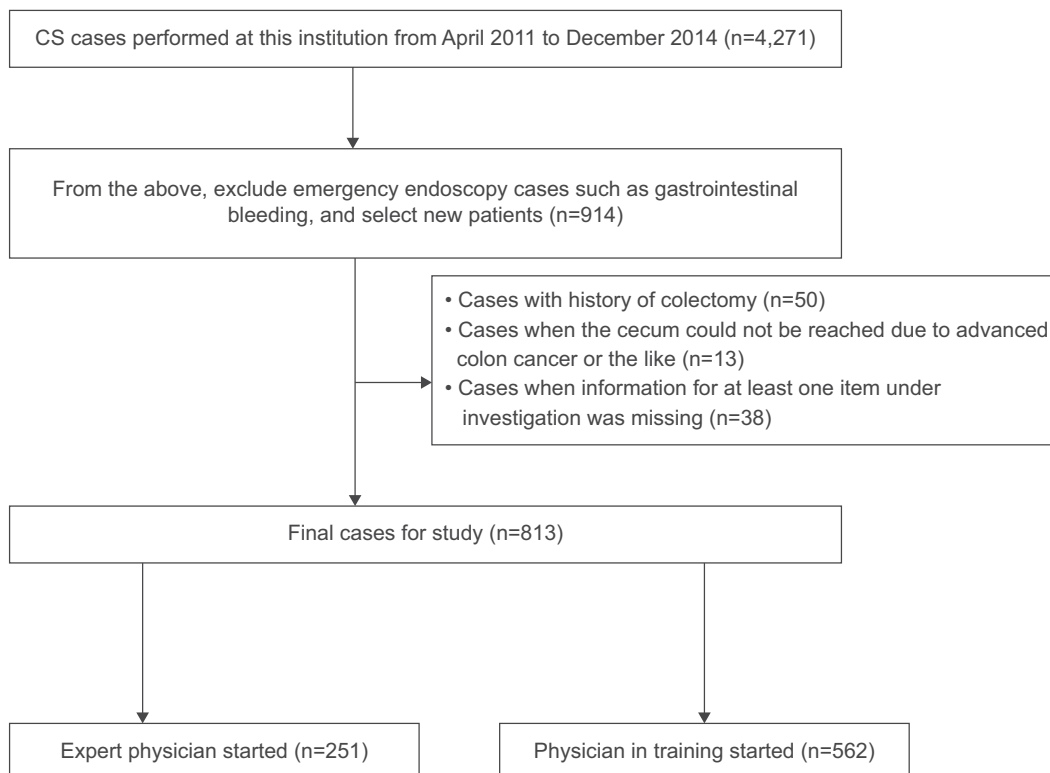 CS cases performed at this institution from April 2011 to December 2014 (n=4,271)
From the above, exclude emergency endoscopy cases such as gastrointestinal
bleeding, and select new patients (n=914)
• Cases with history of colectomy (n=50)
• Cases when the cecum could not be reached due to advanced
colon cancer or the like (n=13)
• Cases when information for at least one item under
investigation was missing (n=38)
Final cases for study (n=813)
Expert physician started (n=251)
Physician in training started (n=562)